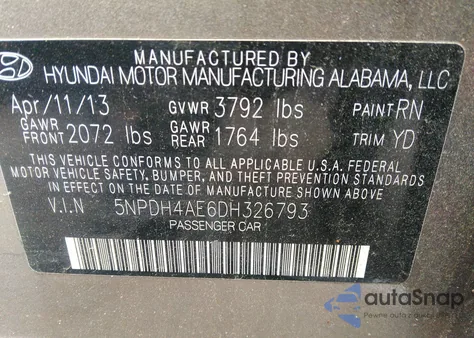 MANUFACTURED BY
HYUNDAI MOTOR MANUFACTURING ALABAMA, LLC
Apr/11/13 GVWR 3792 lbs PAINT RN
GAWR FRONT 2072 lbs GAWR REAR 1764 lbs TRIM YD
THIS VEHICLE CONFORMS TO ALL APPLICABLE U.S.A. FEDERAL
MOTOR VEHICLE SAFETY, BUMPER, AND THEFT PREVENTION STANDARDS
IN EFFECT ON THE DATE OF MANUFACTURE SHOWN ABOVE.
V.I.N 5NPDH4AE6DH326793
PASSENGER CAR
autoSnap